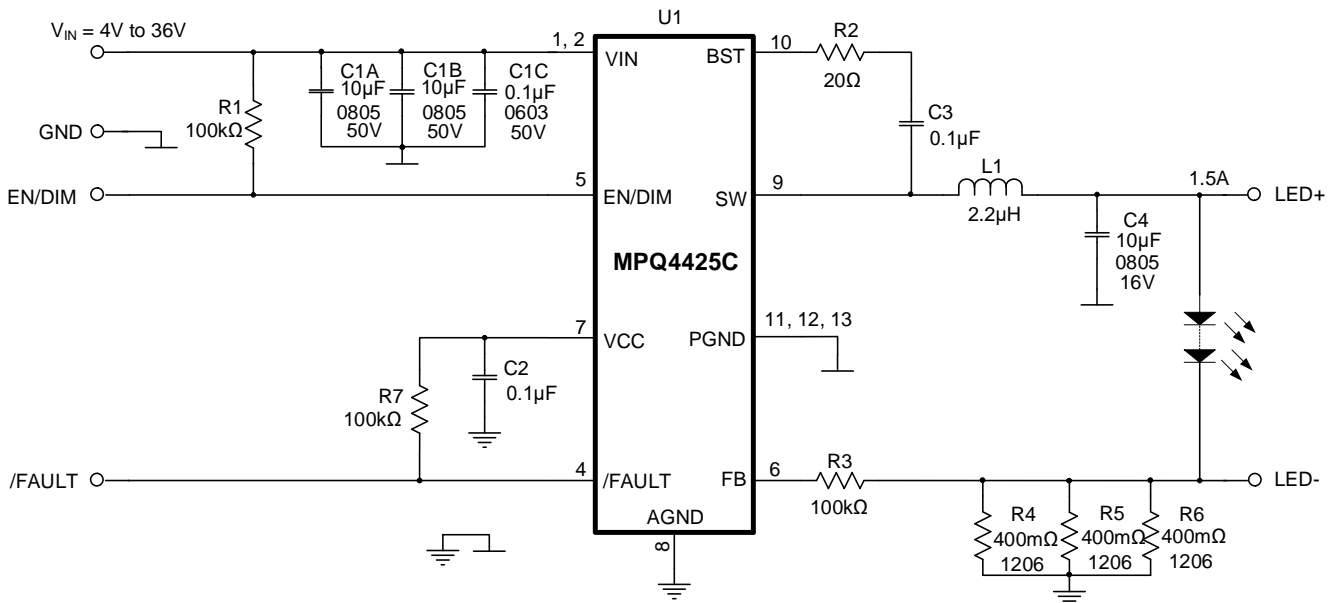 U1
V_IN = 4V to 36V
1, 2
VIN
BST
10
R2
20Ω
C1A
10µF
0805
50V
C1B
10µF
0805
50V
C1C
0.1µF
0603
50V
R1
100kΩ
C3
0.1µF
GND
EN/DIM
5
EN/DIM
SW
9
L1
2.2µH
1.5A
LED+
C4
10µF
0805
16V
MPQ4425C
7
VCC
PGND
11, 12, 13
C2
0.1µF
R7
100kΩ
/FAULT
4
/FAULT
FB
6
R3
100kΩ
LED-
AGND
8
R4
400mΩ
1206
R5
400mΩ
1206
R6
400mΩ
1206